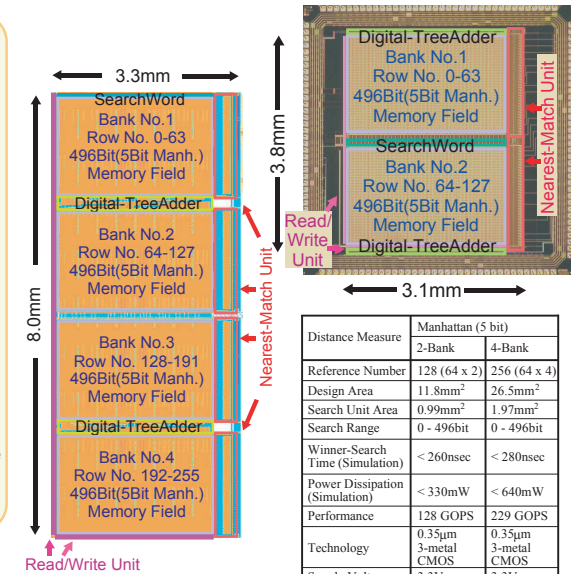 3.3mm
SearchWord
Bank No.1
Row No. 0-63
496Bit(5Bit Manh.)
Memory Field
Digital-TreeAdder
Bank No.2
Row No. 64-127
496Bit(5Bit Manh.)
Memory Field
Bank No.3
Row No. 128-191
496Bit(5Bit Manh.)
Memory Field
Digital-TreeAdder
Bank No.4
Row No. 192-255
496Bit(5Bit Manh.)
Memory Field
8.0mm
Nearest-Match Unit
Read/Write Unit
Digital-TreeAdder
Bank No.1
Row No. 0-63
496Bit(5Bit Manh.)
Memory Field
SearchWord
Bank No.2
Row No. 64-127
496Bit(5Bit Manh.)
Memory Field
Digital-TreeAdder
3.8mm
Nearest-Match Unit
Read/
Write
Unit
3.1mm
Distance Measure Manhattan (5 bit)
2-Bank 4-Bank
Reference Number 128 (64 x 2) 256 (64 x 4)
Design Area 11.8mm² 26.5mm²
Search Unit Area 0.99mm² 1.97mm²
Search Range 0 - 496bit 0 - 496bit
Winner-Search
Time (Simulation) < 260nsec < 280nsec
Power Dissipation
(Simulation) < 330mW < 640mW
Performance 128 GOPS 229 GOPS
Technology 0.35µm 3-metal CMOS 0.35µm 3-metal CMOS